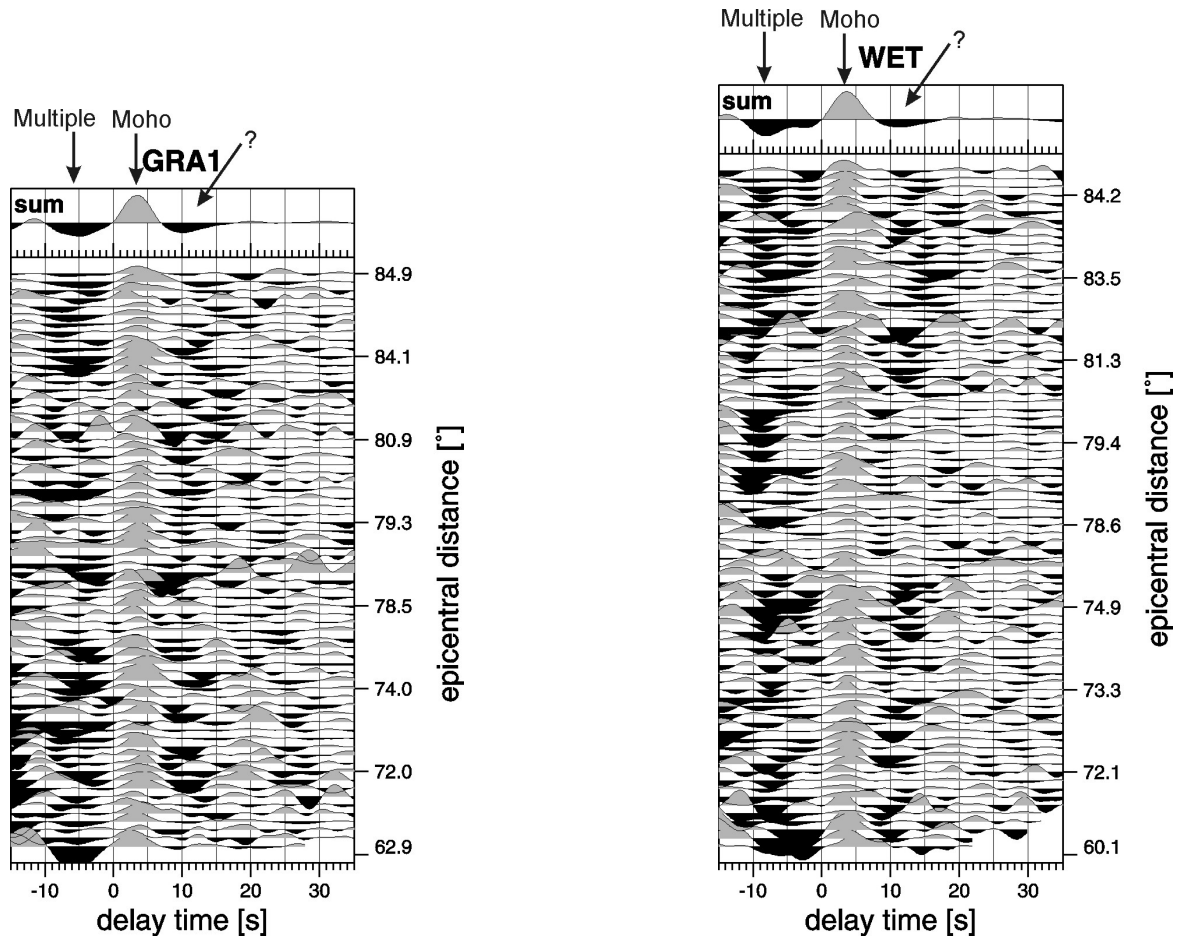 Multiple Moho
?
GRA1
sum
84.9
84.1
80.9
79.3
78.5
74.0
72.0
62.9
epicentral distance [°]
-10 0 10 20 30
delay time [s]
Multiple Moho
?
WET
sum
84.2
83.5
81.3
79.4
78.6
74.9
73.3
72.1
60.1
epicentral distance [°]
-10 0 10 20 30
delay time [s]